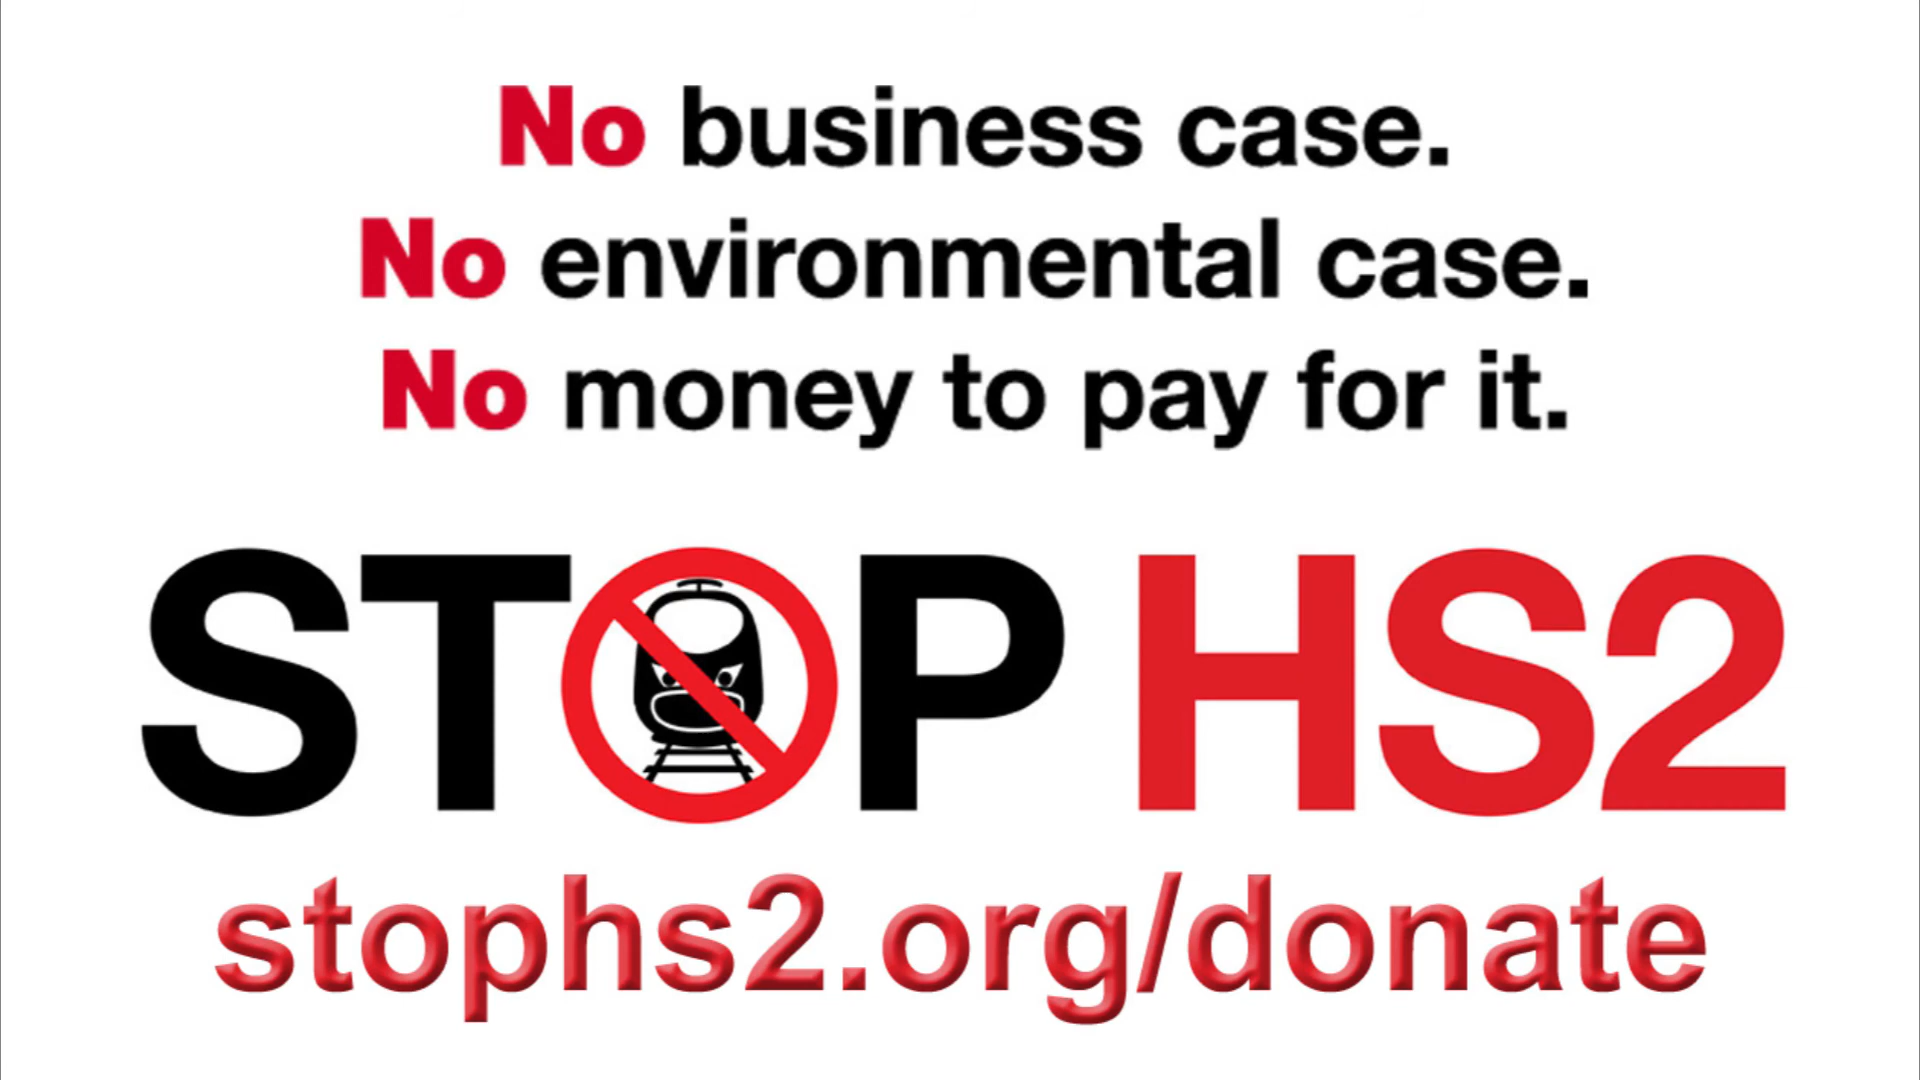 No business case.
No environmental case.
No money to pay for it.
STOP HS2
stophs2.org/donate